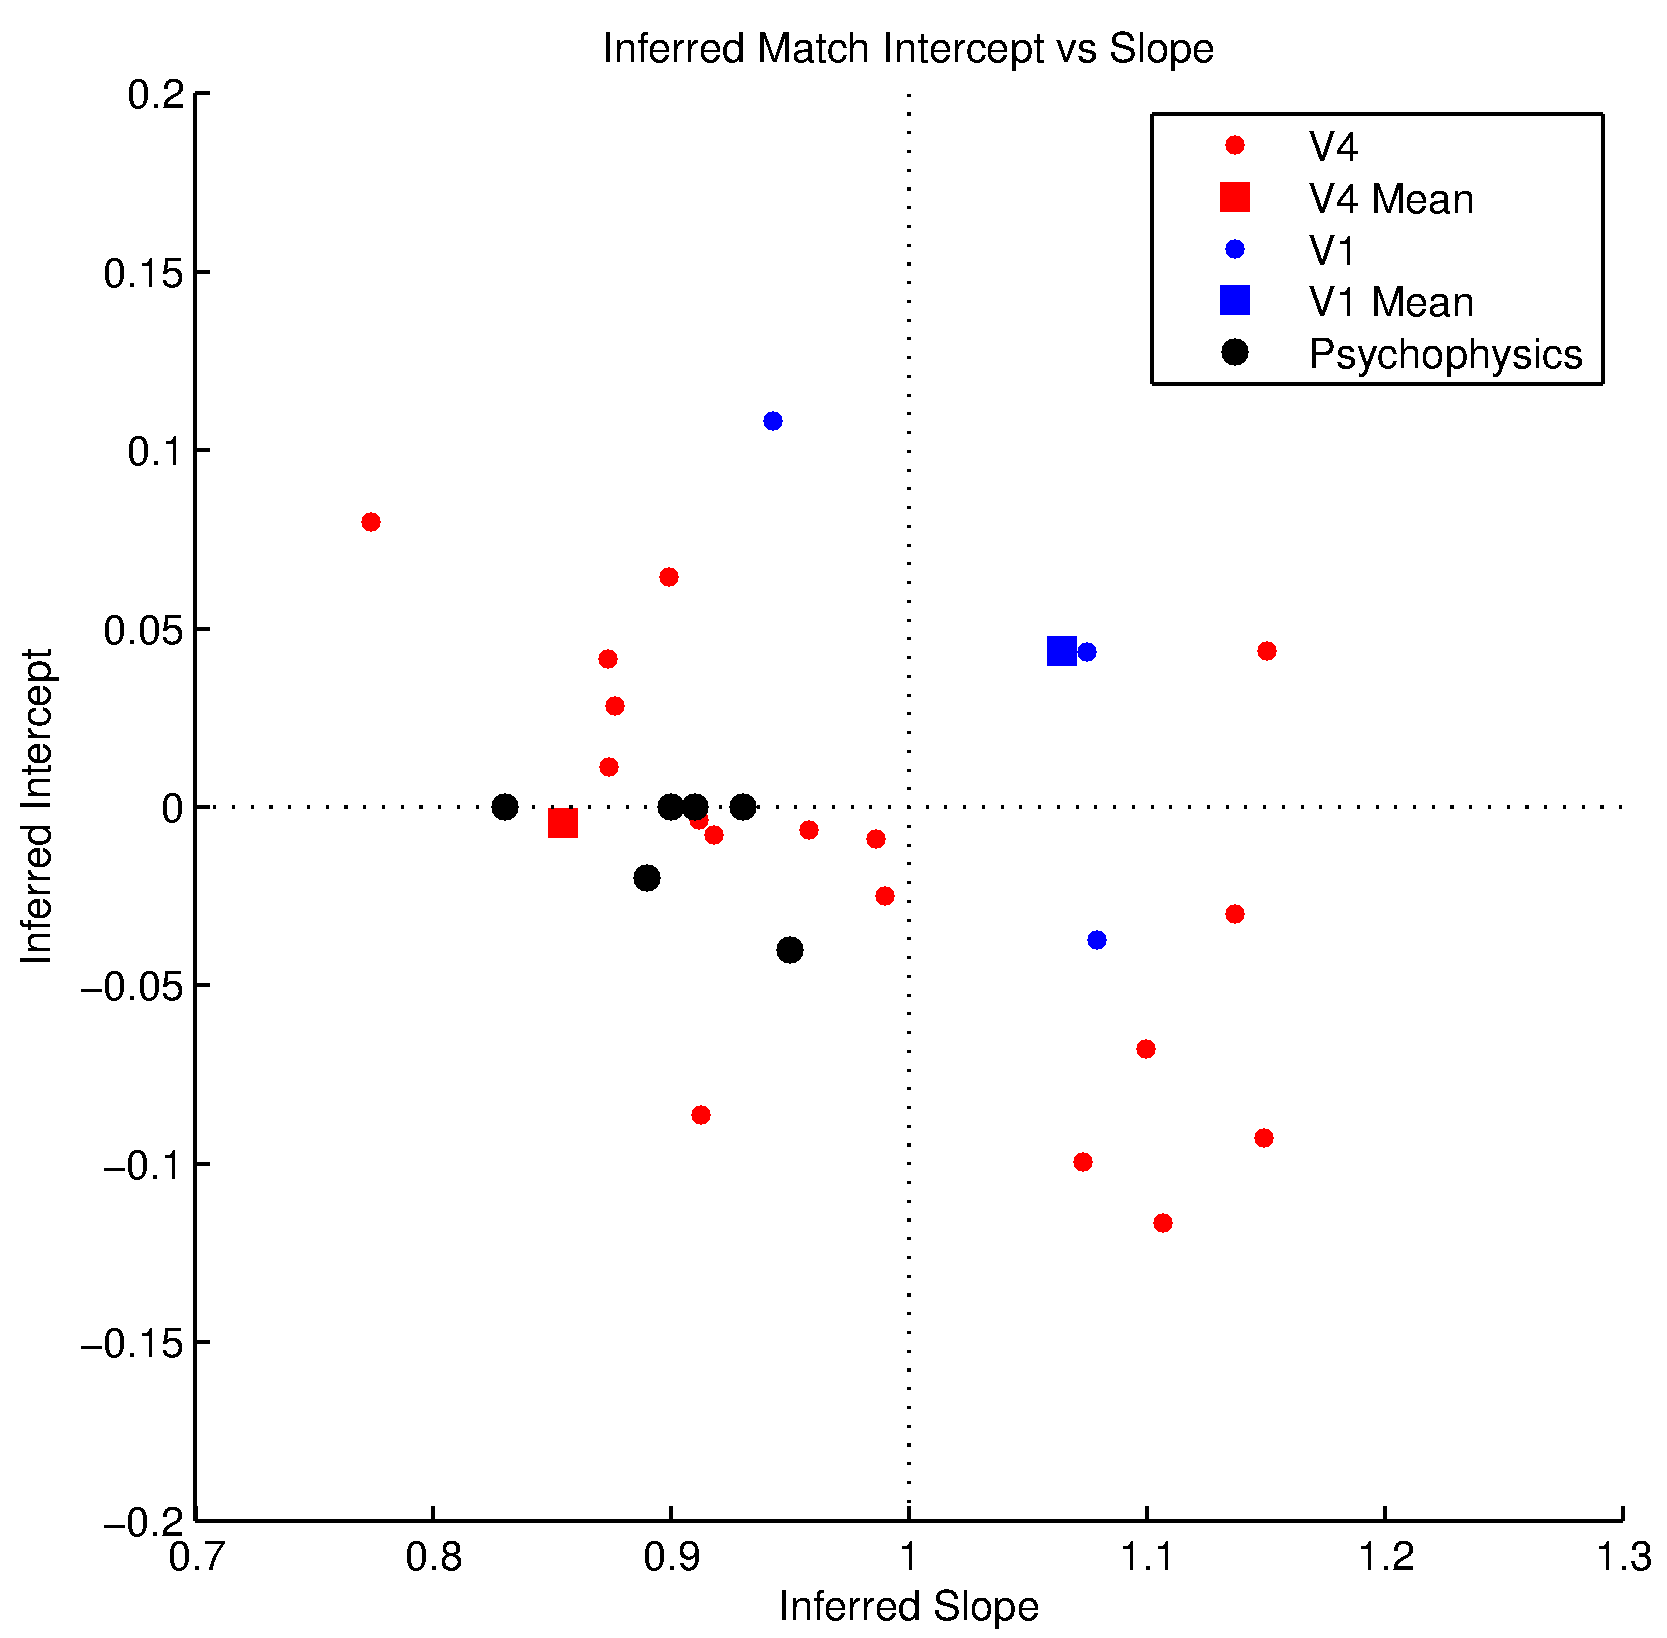 Inferred Match Intercept vs Slope
V4
V4 Mean
V1
V1 Mean
Psychophysics
Inferred Intercept
0.2
0.15
0.1
0.05
0
−0.05
−0.1
−0.15
−0.2
0.7 0.8 0.9 1 1.1 1.2 1.3
Inferred Slope